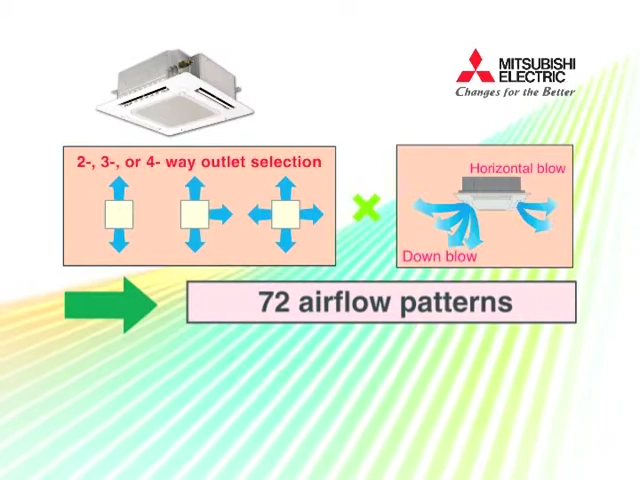 MITSUBISHI
ELECTRIC
Changes for the Better
2-, 3-, or 4- way outlet selection
Horizontal blow
Down blow
72 airflow patterns